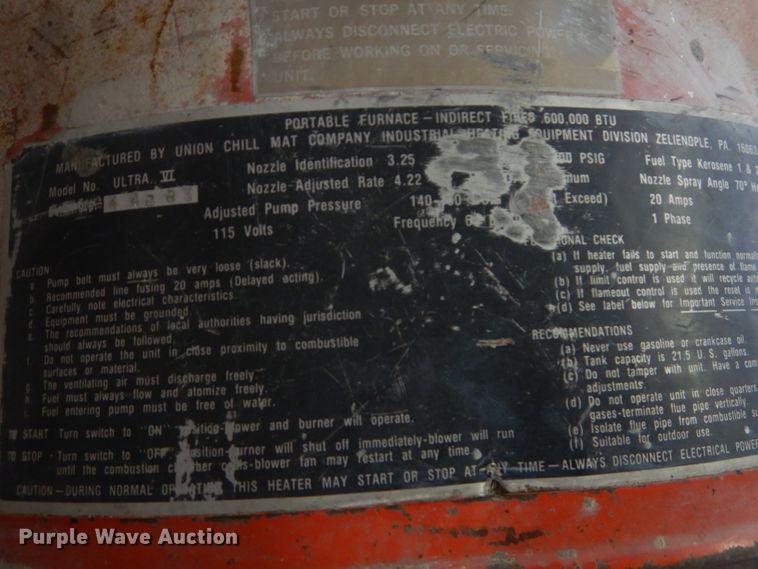 START OR STOP AT ANY TIME.
ALWAYS DISCONNECT ELECTRIC POWER
BEFORE WORKING ON OR SERVICING
UNIT.
PORTABLE FURNACE — INDIRECT FIRED 600,000 BTU
MANUFACTURED BY UNION CHILL MAT COMPANY INDUSTRIAL HEATING EQUIPMENT DIVISION ZELIENOPLE, PA. 16063
Model No. ULTRA VI Nozzle Identification 3.25 PSIG Fuel Type Kerosene 1 & 2
Nozzle Adjusted Rate 4.22 Nozzle Spray Angle 70°
Adjusted Pump Pressure 140- Exceed) 20 Amps
115 Volts Frequency 1 Phase
CAUTION
a. Pump belt must always be very loose (slack).
b. Recommended line fusing 20 amps (Delayed acting).
c. Carefully note electrical characteristics.
d. Equipment must be grounded.
e. The recommendations of local authorities having jurisdiction
should always be followed.
f. Do not operate the unit in close proximity to combustible
surfaces or material.
g. The ventilating air must discharge freely.
h. Fuel must always flow and atomize freely.
i. Fuel entering pump must be free of water.
TO START - Turn switch to "ON" position-blower and burner will operate.
TO STOP - Turn switch to "OFF" position-burner will shut off immediately-blower will run
until the combustion chamber cools-blower fan may restart at any time.
CHECK
(a) If heater fails to start and function
supply, fuel supply and presence of flame
(b) If limit control is used it will recycle
(c) If flameout control is used the reset is
(d) See label below for Important Service
RECOMMENDATIONS
(a) Never use gasoline or crankcase oil.
(b) Tank capacity is 21.5 U. S. gallons.
(c) Do not tamper with unit. Have a
adjustments.
(d) Do not operate unit in close quarters
gases-terminate flue pipe vertically.
(e) Isolate flue pipe from combustible
(f) Suitable for outdoor use.
CAUTION — DURING NORMAL OPERATION THIS HEATER MAY START OR STOP AT ANY TIME — ALWAYS DISCONNECT ELECTRICAL POWER
Purple Wave Auction